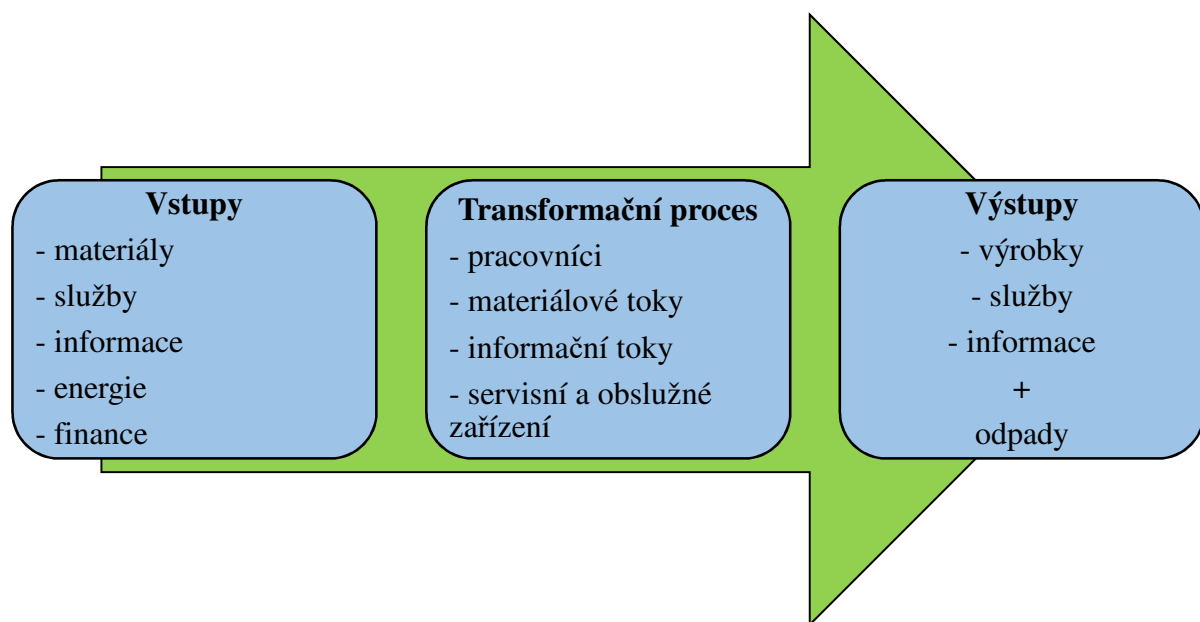 Vstupy
- materiály
- služby
- informace
- energie
- finance
Transformační proces
- pracovníci
- materiálové toky
- informační toky
- servisní a obslužné
zařízení
Výstupy
- výrobky
- služby
- informace
+
odpady